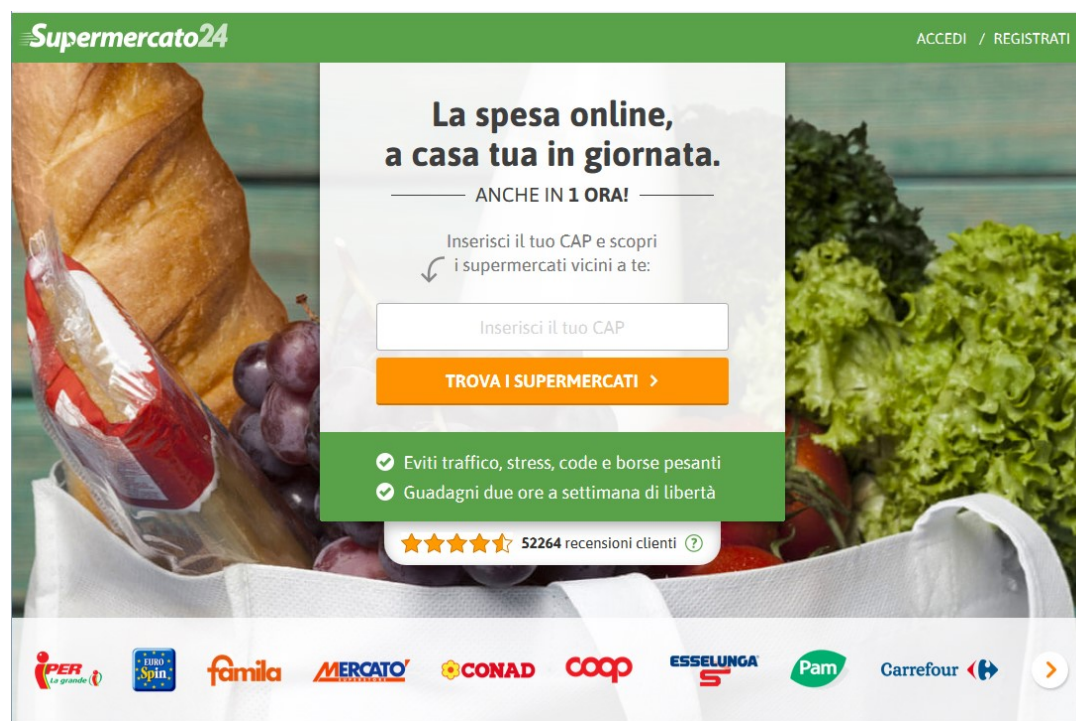 Supermercato24
ACCEDI / REGISTRATI
La spesa online,
a casa tua in giornata.
ANCHE IN 1 ORA!
Inserisci il tuo CAP e scopri
i supermercati vicini a te:
Inserisci il tuo CAP
TROVA I SUPERMERCATI >
Eviti traffico, stress, code e borse pesanti
Guadagni due ore a settimana di libertà
52264 recensioni clienti ?
IPER
La grande i
EURO
Spin
famila
MERCATO'
SUPERSTORE
CONAD
coop
ESSELUNGA
S
Pam
Carrefour